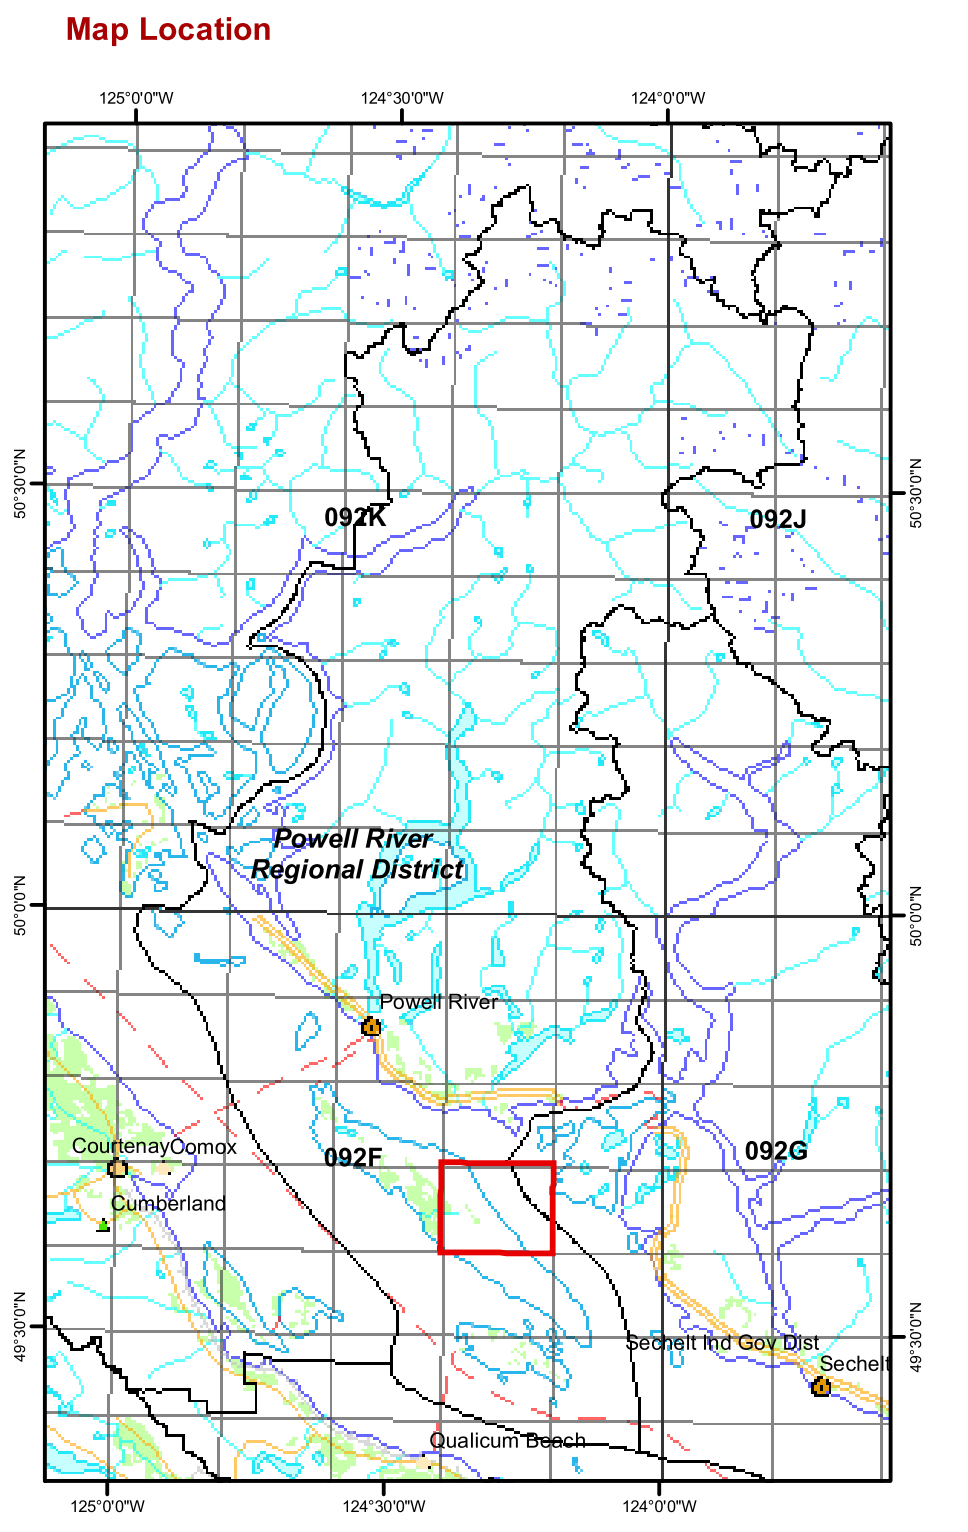 Map Location
125°0'0"W
124°30'0"W
124°0'0"W
50°30'0"N
50°30'0"N
092K
092J
Powell River
Regional District
50°0'0"N
50°0'0"N
Powell River
Courtenay
Comox
092F
092G
Cumberland
49°30'0"N
49°30'0"N
Sechelt Ind Gov Dist
Sechelt
Qualicum Beach
125°0'0"W
124°30'0"W
124°0'0"W